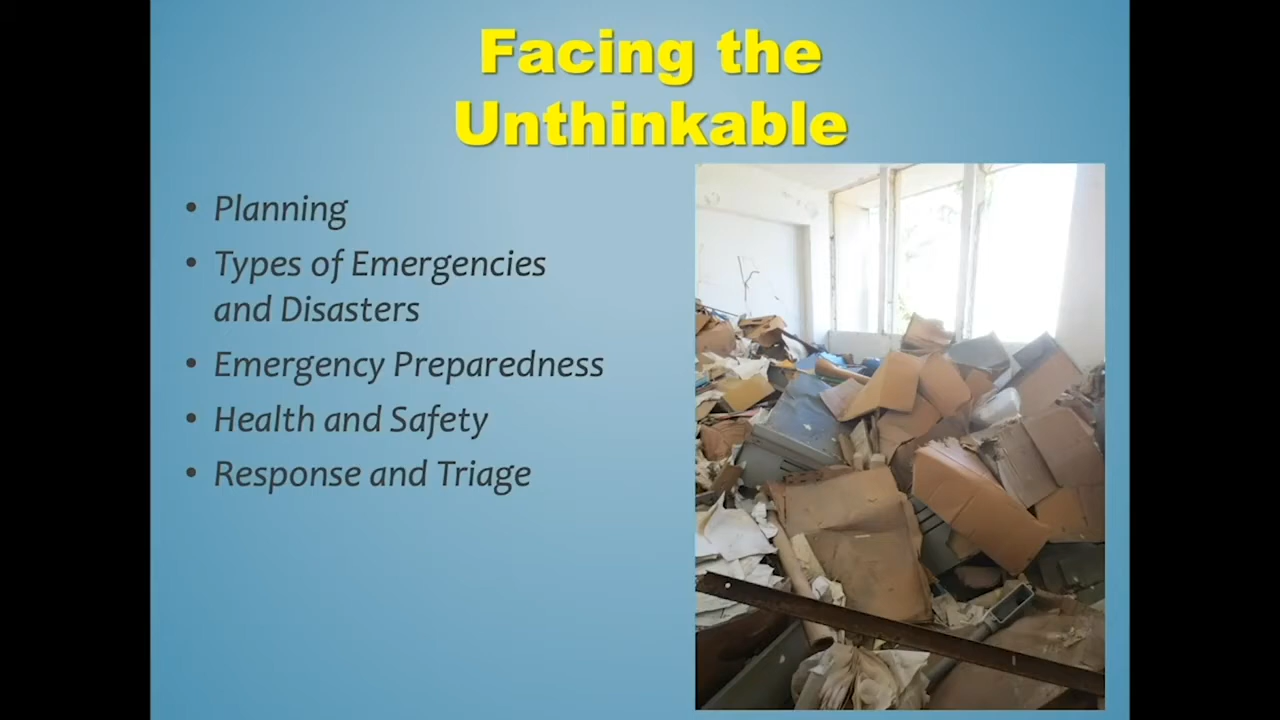 Facing the
Unthinkable
• Planning
• Types of Emergencies
and Disasters
• Emergency Preparedness
• Health and Safety
• Response and Triage